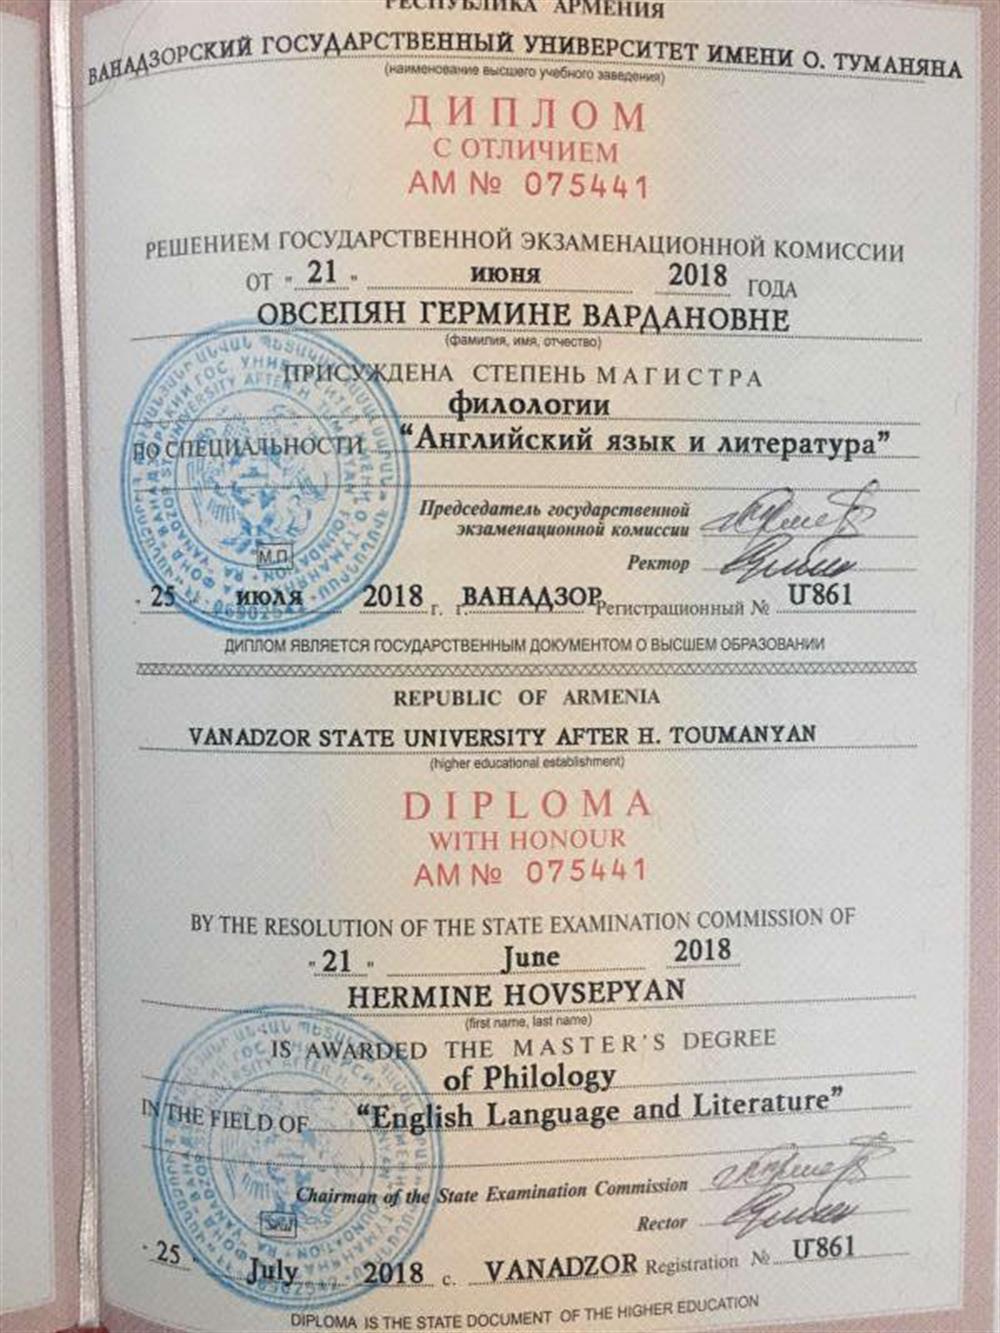 РЕСПУБЛИКА АРМЕНИЯ
ВАНАДЗОРСКИЙ ГОСУДАРСТВЕННЫЙ УНИВЕРСИТЕТ ИМЕНИ О. ТУМАНЯНА
(наименование высшего учебного заведения)
ДИПЛОМ
С ОТЛИЧИЕМ
АМ № 075441
РЕШЕНИЕМ ГОСУДАРСТВЕННОЙ ЭКЗАМЕНАЦИОННОЙ КОМИССИИ
ОТ " 21 " июня 2018 ГОДА
ОВСЕПЯН ГЕРМИНЕ ВАРДАНОВНЕ
(фамилия, имя, отчество)
ПРИСУЖДЕНА СТЕПЕНЬ МАГИСТРА
филологии
ПО СПЕЦИАЛЬНОСТИ "Английский язык и литература"
Председатель государственной
экзаменационной комиссии
Ректор
М.П.
" 25 " июля 2018 г. г. ВАНАДЗОР Регистрационный № Մ861
ДИПЛОМ ЯВЛЯЕТСЯ ГОСУДАРСТВЕННЫМ ДОКУМЕНТОМ О ВЫСШЕМ ОБРАЗОВАНИИ
REPUBLIC OF ARMENIA
VANADZOR STATE UNIVERSITY AFTER H. TOUMANYAN
(higher educational establishment)
DIPLOMA
WITH HONOUR
AM № 075441
BY THE RESOLUTION OF THE STATE EXAMINATION COMMISSION OF
" 21 " June 2018
HERMINE HOVSEPYAN
(first name, last name)
IS AWARDED THE MASTER'S DEGREE
of Philology
IN THE FIELD OF "English Language and Literature"
Chairman of the State Examination Commission
Rector
" 25 " July 2018 c. VANADZOR Registration № Մ861
DIPLOMA IS THE STATE DOCUMENT OF THE HIGHER EDUCATION